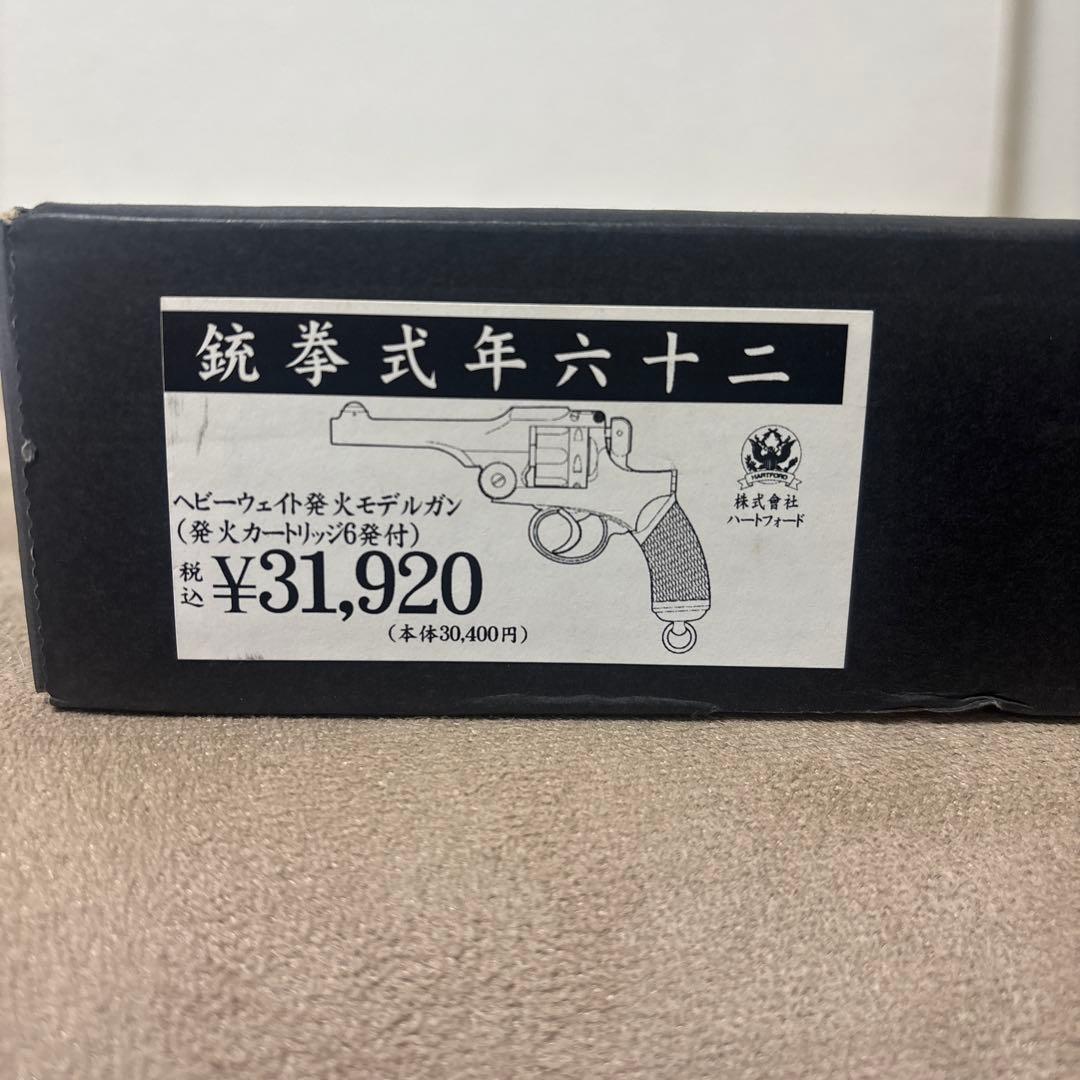 銃拳式年六十二
ヘビーウェイト発火モデルガン
(発火カートリッジ6発付)
税込 ¥31,920
(本体30,400円)
HARTFORD
株式會社
ハートフォード